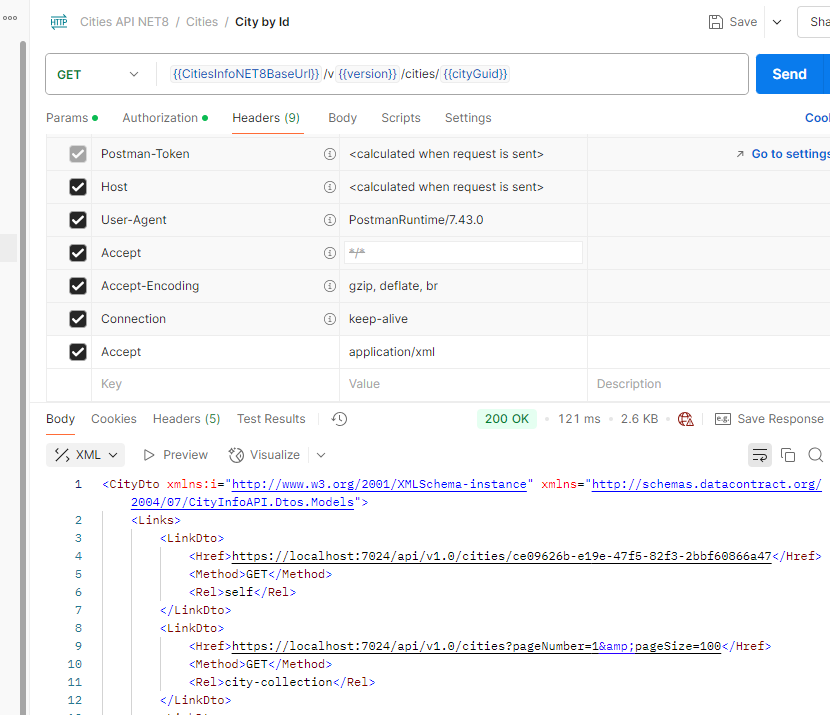 Cities API NET8 / Cities / City by Id
Save
Sha
GET
{{CitiesInfoNET8BaseUrl}} /v {{version}} /cities/ {{cityGuid}}
Send
Params
Authorization
Headers (9)
Body
Scripts
Settings
Cool
Postman-Token <calculated when request is sent> Go to settings
Host <calculated when request is sent>
User-Agent PostmanRuntime/7.43.0
Accept */*
Accept-Encoding gzip, deflate, br
Connection keep-alive
Accept application/xml
Key Value Description
Body Cookies Headers (5) Test Results 200 OK • 121 ms • 2.6 KB e.g. Save Response
XML Preview Visualize
1 <CityDto xmlns:i="http://www.w3.org/2001/XMLSchema-instance" xmlns="http://schemas.datacontract.org/
2004/07/CityInfoAPI.Dtos.Models">
2 <Links>
3 <LinkDto>
4 <Href>https://localhost:7024/api/v1.0/cities/ce09626b-e19e-47f5-82f3-2bbf60866a47</Href>
5 <Method>GET</Method>
6 <Rel>self</Rel>
7 </LinkDto>
8 <LinkDto>
9 <Href>https://localhost:7024/api/v1.0/cities?pageNumber=1&amp;pageSize=100</Href>
10 <Method>GET</Method>
11 <Rel>city-collection</Rel>
12 </LinkDto>